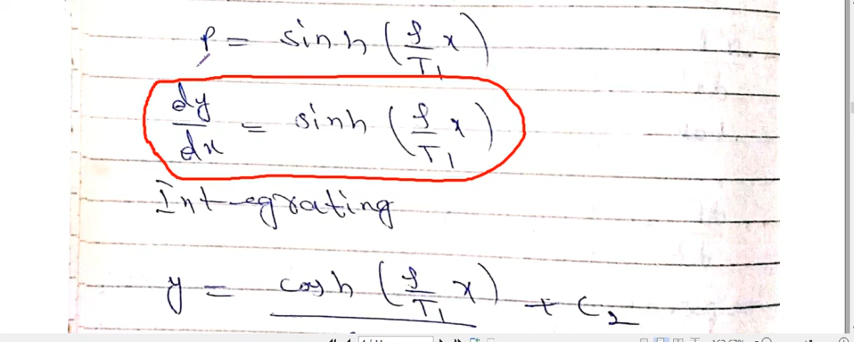 p = sinh (ρ/T₁ x)
dy/dx = sinh (ρ/T₁ x)
Integrating
y = cosh (ρ/T₁ x) + C₂